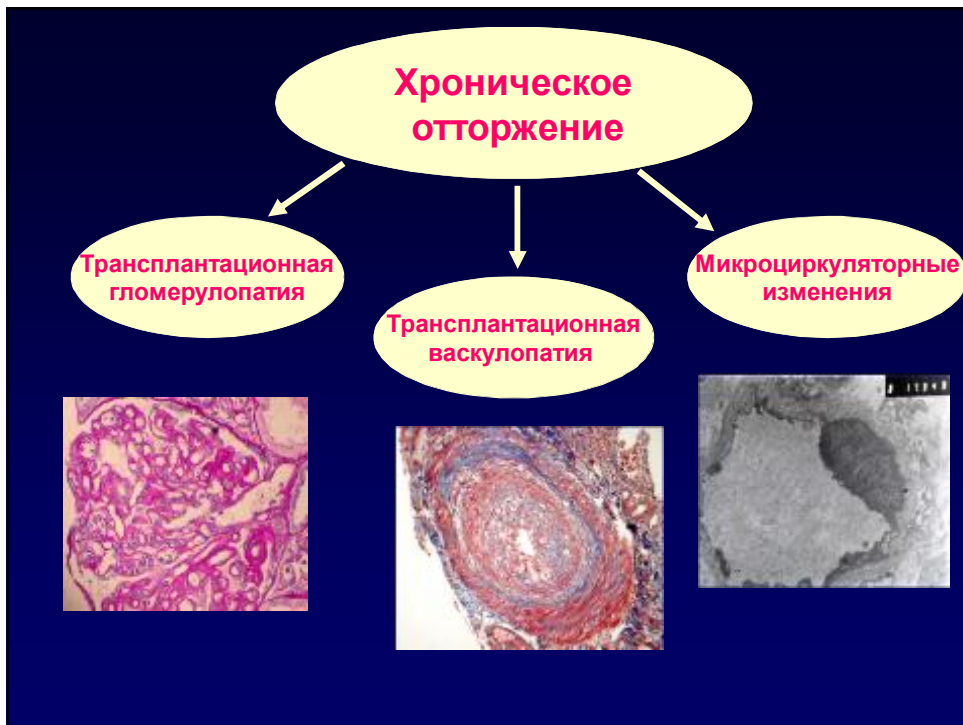 Хроническое
отторжение
Трансплантационная
гломерулопатия
Трансплантационная
васкулопатия
Микроциркуляторные
изменения